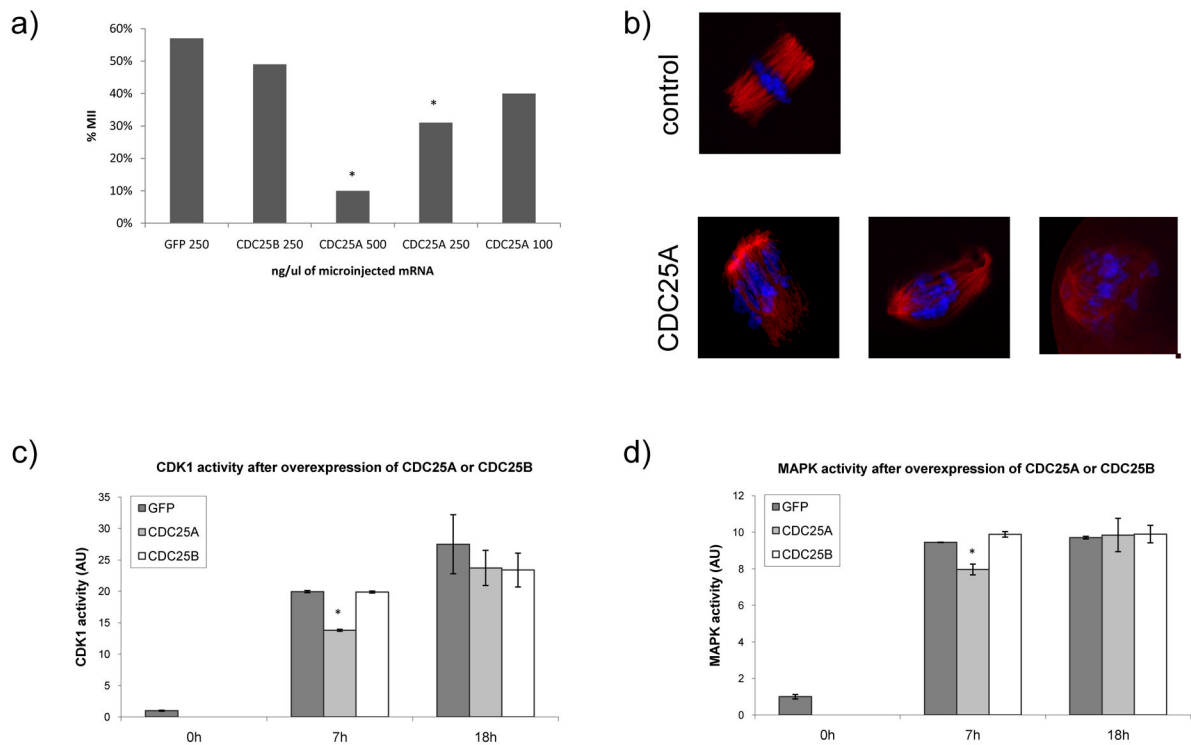 a)
60%
50%
40%
30%
20%
10%
0%
% MII
*
*
GFP 250 CDC25B 250 CDC25A 500 CDC25A 250 CDC25A 100
ng/ul of microinjected mRNA
b)
control
CDC25A
c)
CDK1 activity after overexpression of CDC25A or CDC25B
35
30
25
20
15
10
5
0
CDK1 activity (AU)
GFP
CDC25A
CDC25B
*
0h 7h 18h
d)
MAPK activity after overexpression of CDC25A or CDC25B
12
10
8
6
4
2
0
MAPK activity (AU)
GFP
CDC25A
CDC25B
*
0h 7h 18h